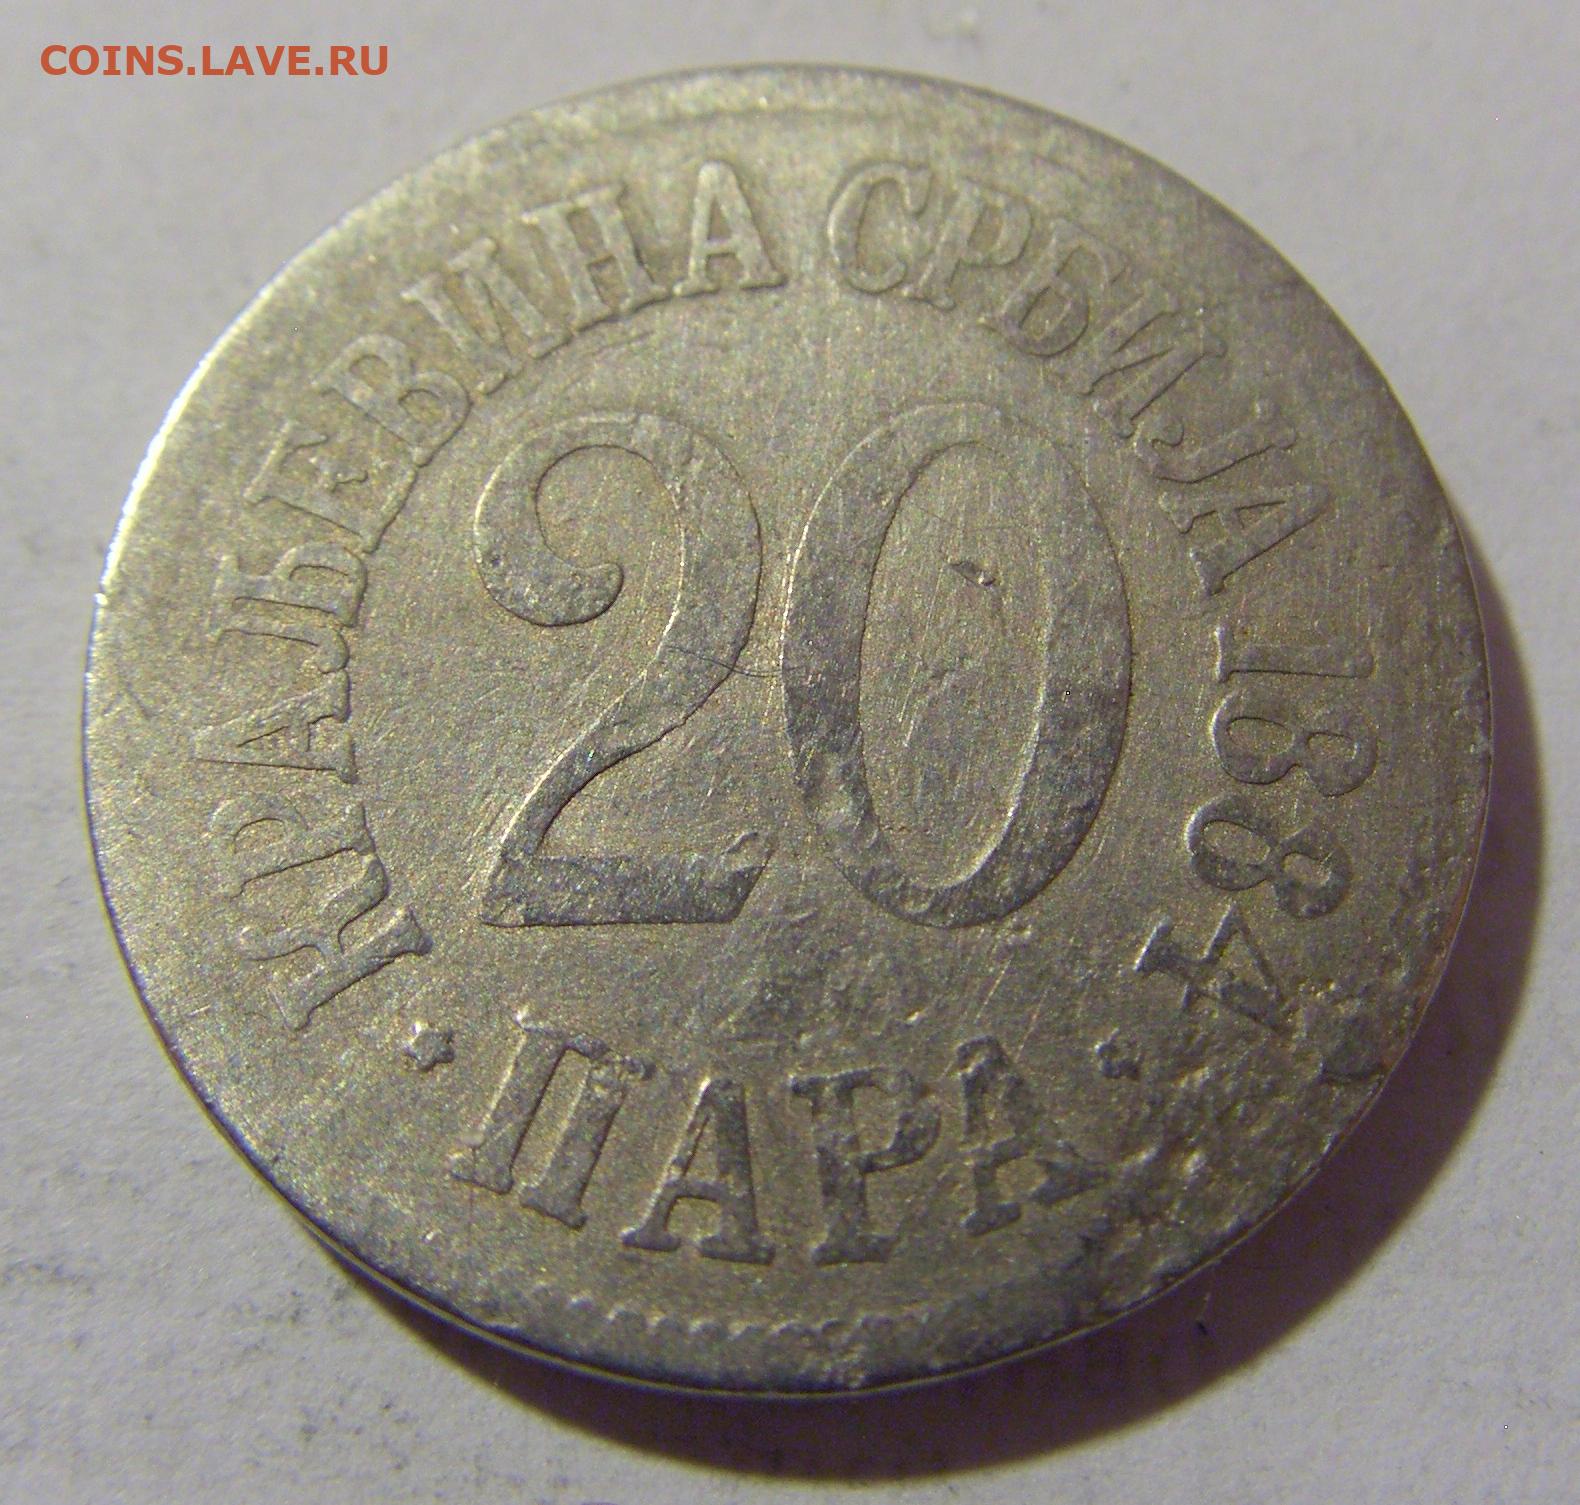 COINS.LAVE.RU
КРАЉЕВИНА СРБИЈА 1884
20
ПАРА